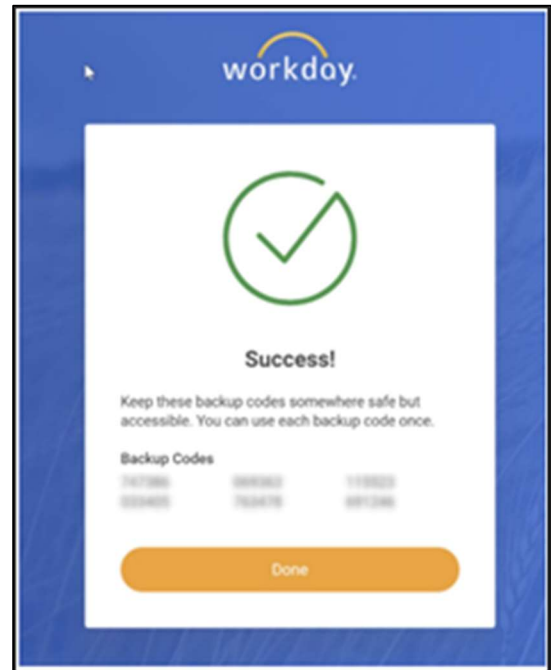 workday.
Success!
Keep these backup codes somewhere safe but
accessible. You can use each backup code once.
Backup Codes
Done